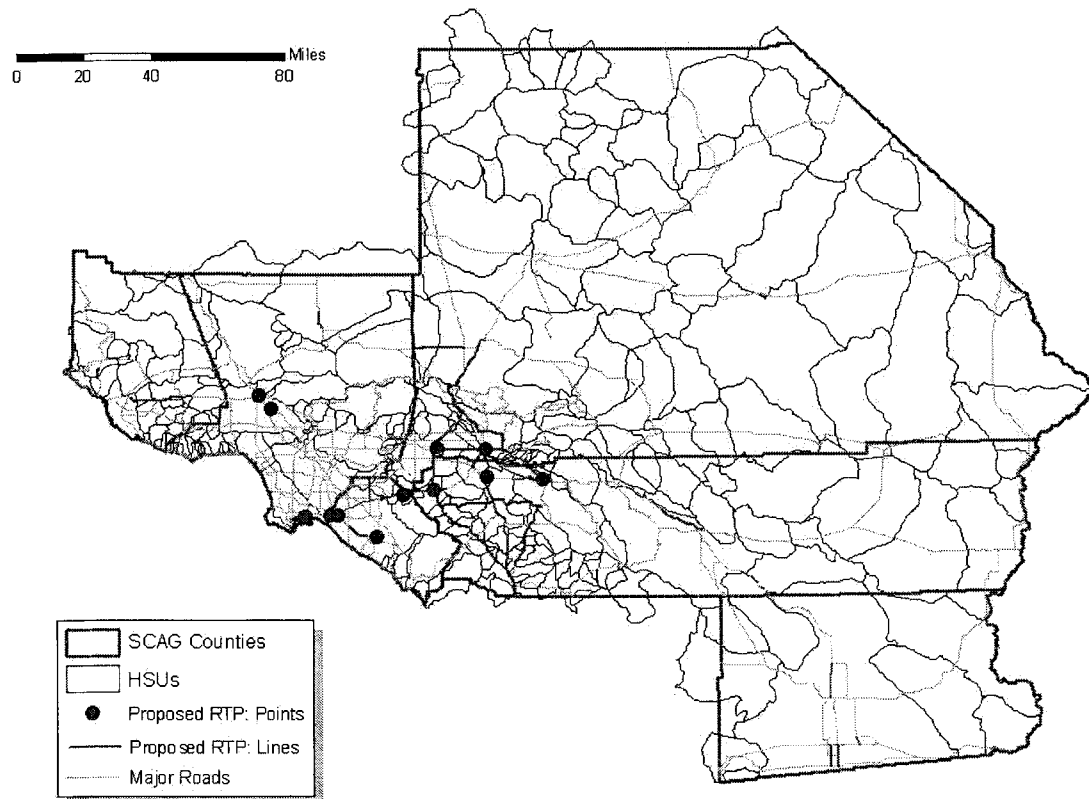 Miles
0 20 40 80
SCAG Counties
HSUs
Proposed RTP: Points
Proposed RTP: Lines
Major Roads